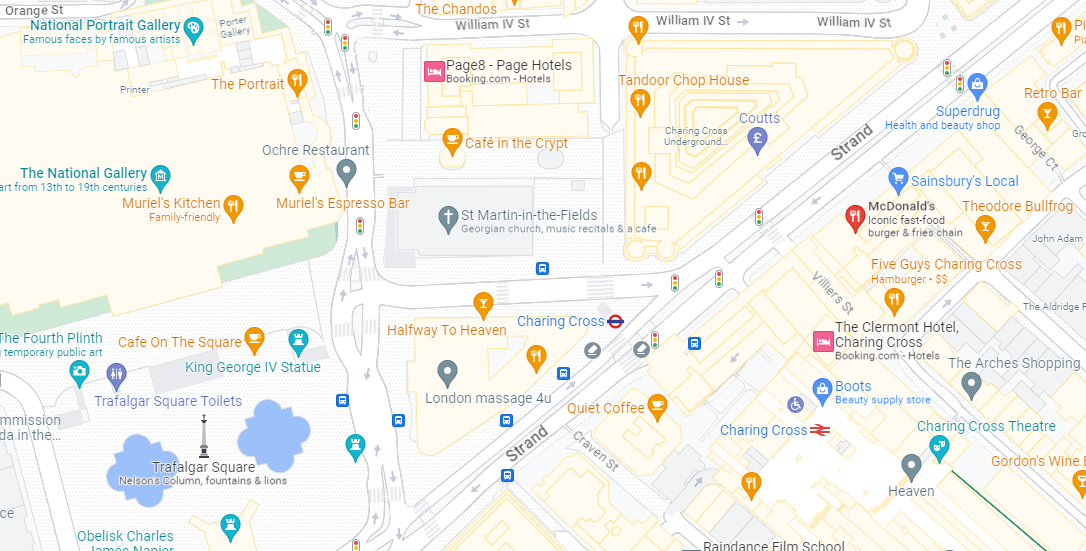 Orange St
The Chandos
William IV St
William IV St
William IV St
National Portrait Gallery
Famous faces by famous artists
Porter
Gallery
Printer
The Portrait
Page8 - Page Hotels
Booking.com - Hotels
Tandoor Chop House
Superdrug
Health and beauty shop
Retro Bar
George Ct
Coutts
Charing Cross
Underground...
Strand
Café in the Crypt
Ochre Restaurant
The National Gallery
art from 13th to 19th centuries
Muriel's Kitchen
Family-friendly
Muriel's Espresso Bar
St Martin-in-the-Fields
Georgian church, music recitals & a cafe
Sainsbury's Local
McDonald's
Iconic fast-food
burger & fries chain
Theodore Bullfrog
John Adam
Five Guys Charing Cross
Hamburger • $$
Villiers St
The Aldridge F
Halfway To Heaven
Charing Cross
The Fourth Plinth
temporary public art
Cafe On The Square
King George IV Statue
The Clermont Hotel,
Charing Cross
Booking.com - Hotels
The Arches Shopping
Trafalgar Square Toilets
London massage 4u
Boots
Beauty supply store
Quiet Coffee
Charing Cross
Charing Cross Theatre
mmission
da in the...
Strand
Craven St
Trafalgar Square
Nelson's Column, fountains & lions
Gordon's Wine
Heaven
Obelisk Charles
James Napier
Raindance Film School